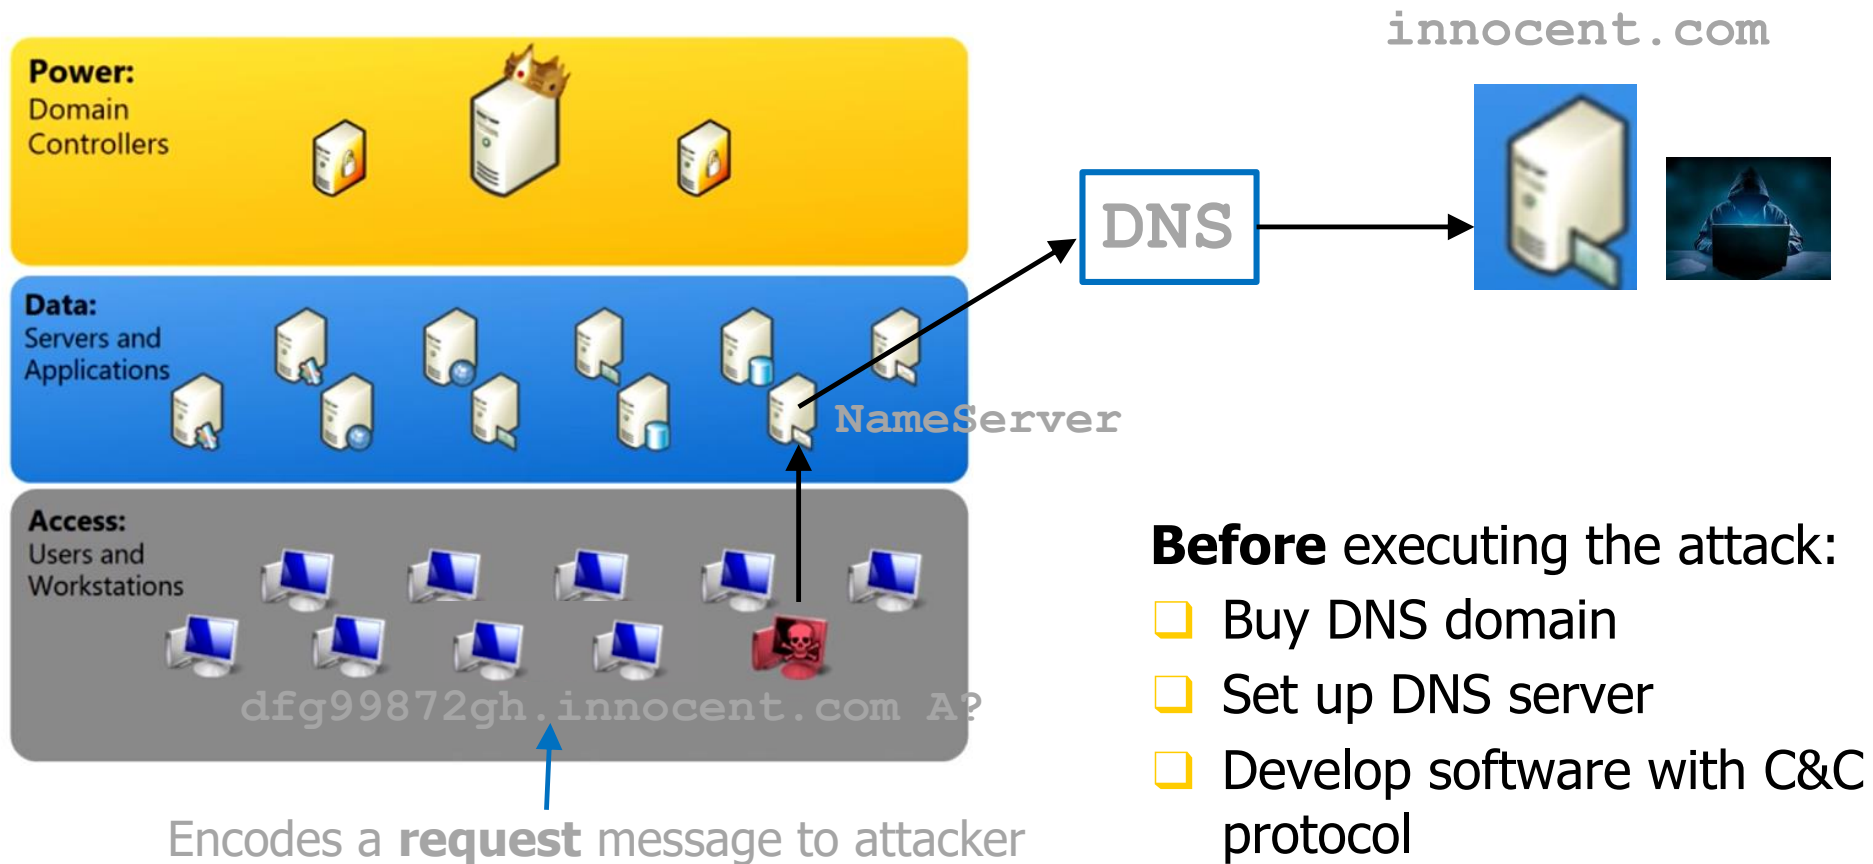 innocent.com
Power:
Domain
Controllers
DNS
Data:
Servers and
Applications
NameServer
Access:
Users and
Workstations
dfg99872gh.innocent.com A?
Encodes a request message to attacker
Before executing the attack:
❑ Buy DNS domain
❑ Set up DNS server
❑ Develop software with C&C
protocol